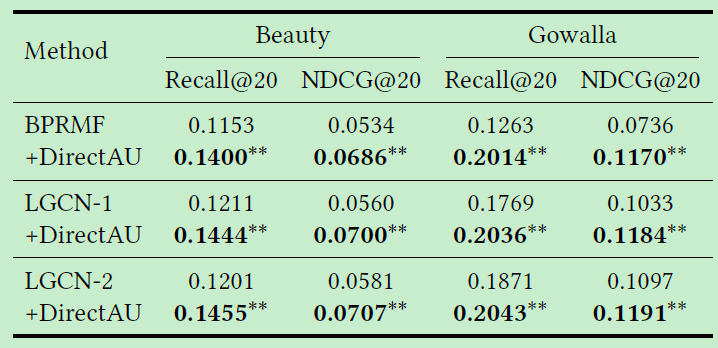 Method Beauty Gowalla
Recall@20 NDCG@20 Recall@20 NDCG@20
BPRMF 0.1153 0.0534 0.1263 0.0736
+DirectAU 0.1400** 0.0686** 0.2014** 0.1170**
LGCN-1 0.1211 0.0560 0.1769 0.1033
+DirectAU 0.1444** 0.0700** 0.2036** 0.1184**
LGCN-2 0.1201 0.0581 0.1871 0.1097
+DirectAU 0.1455** 0.0707** 0.2043** 0.1191**